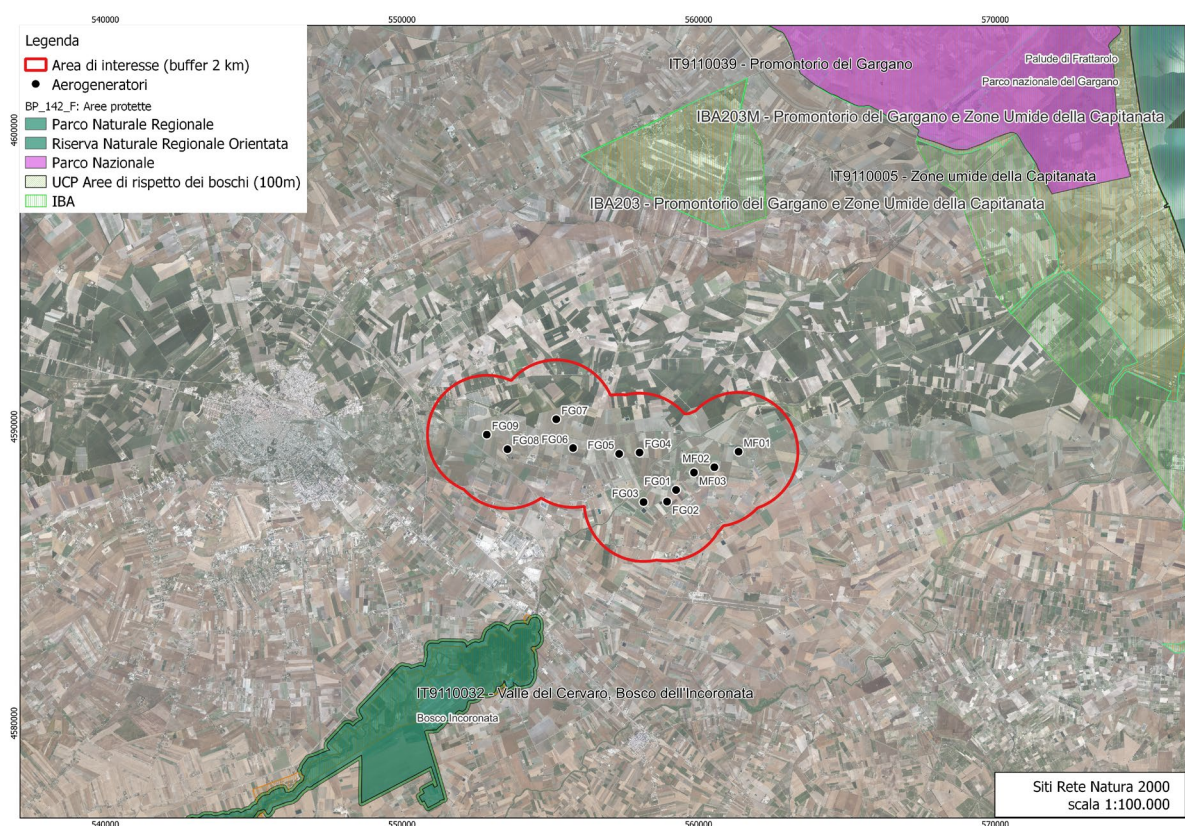 540000
550000
560000
570000
Legenda
Area di interesse (buffer 2 km)
Aerogeneratori
BP_142_F: Aree protette
Parco Naturale Regionale
Riserva Naturale Regionale Orientata
Parco Nazionale
UCP Aree di rispetto dei boschi (100m)
IBA
Palude di Frattarolo
IT9110039 - Promontorio del Gargano
Parco nazionale del Gargano
IBA203M - Promontorio del Gargano e Zone Umide della Capitanata
4600000
4600000
IT9110005 - Zone umide della Capitanata
IBA203 - Promontorio del Gargano e Zone Umide della Capitanata
4590000
4590000
FG07
FG09
FG08
FG06
FG05
FG04
MF01
MF02
MF03
FG01
FG03
FG02
IT9110032 - Valle del Cervaro, Bosco dell'Incoronata
Bosco Incoronata
4580000
4580000
Siti Rete Natura 2000
scala 1:100.000
540000
550000
560000
570000